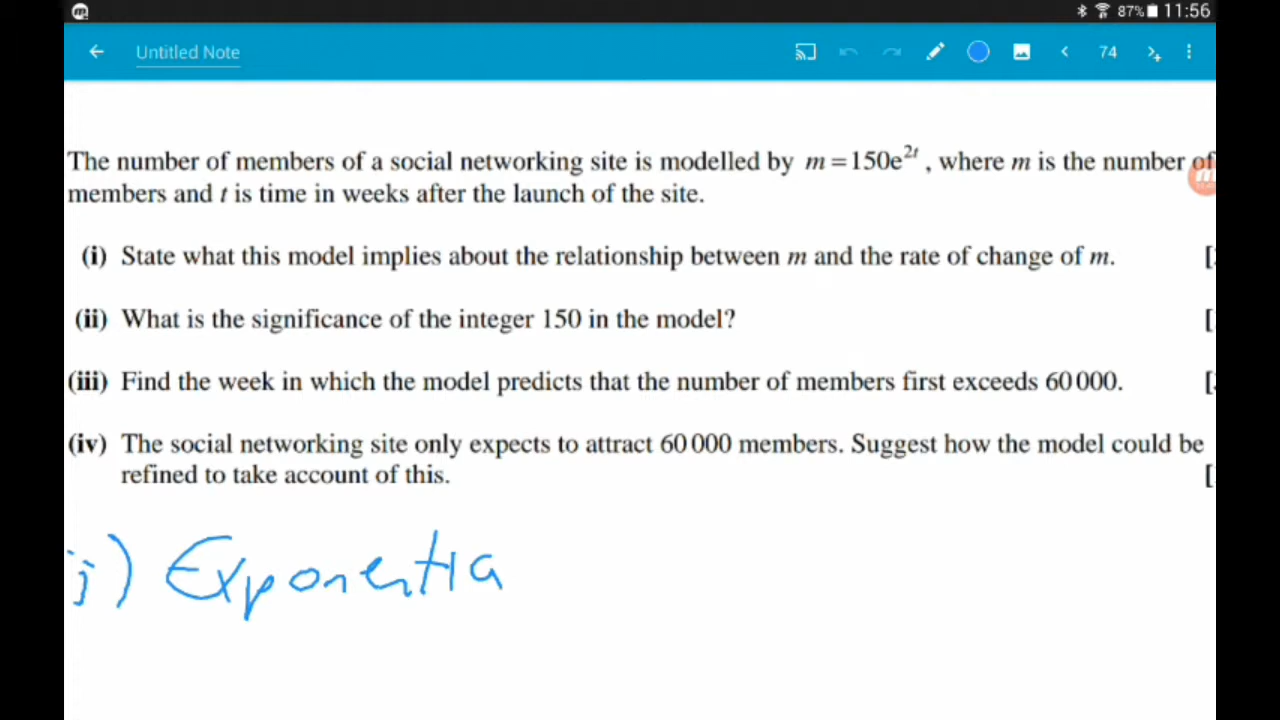 87% 11:56
Untitled Note
74
The number of members of a social networking site is modelled by m = 150e^{2t}, where m is the number of
members and t is time in weeks after the launch of the site.
(i) State what this model implies about the relationship between m and the rate of change of m. [
(ii) What is the significance of the integer 150 in the model? [
(iii) Find the week in which the model predicts that the number of members first exceeds 60 000. [
(iv) The social networking site only expects to attract 60 000 members. Suggest how the model could be
refined to take account of this. [
i) Exponentia